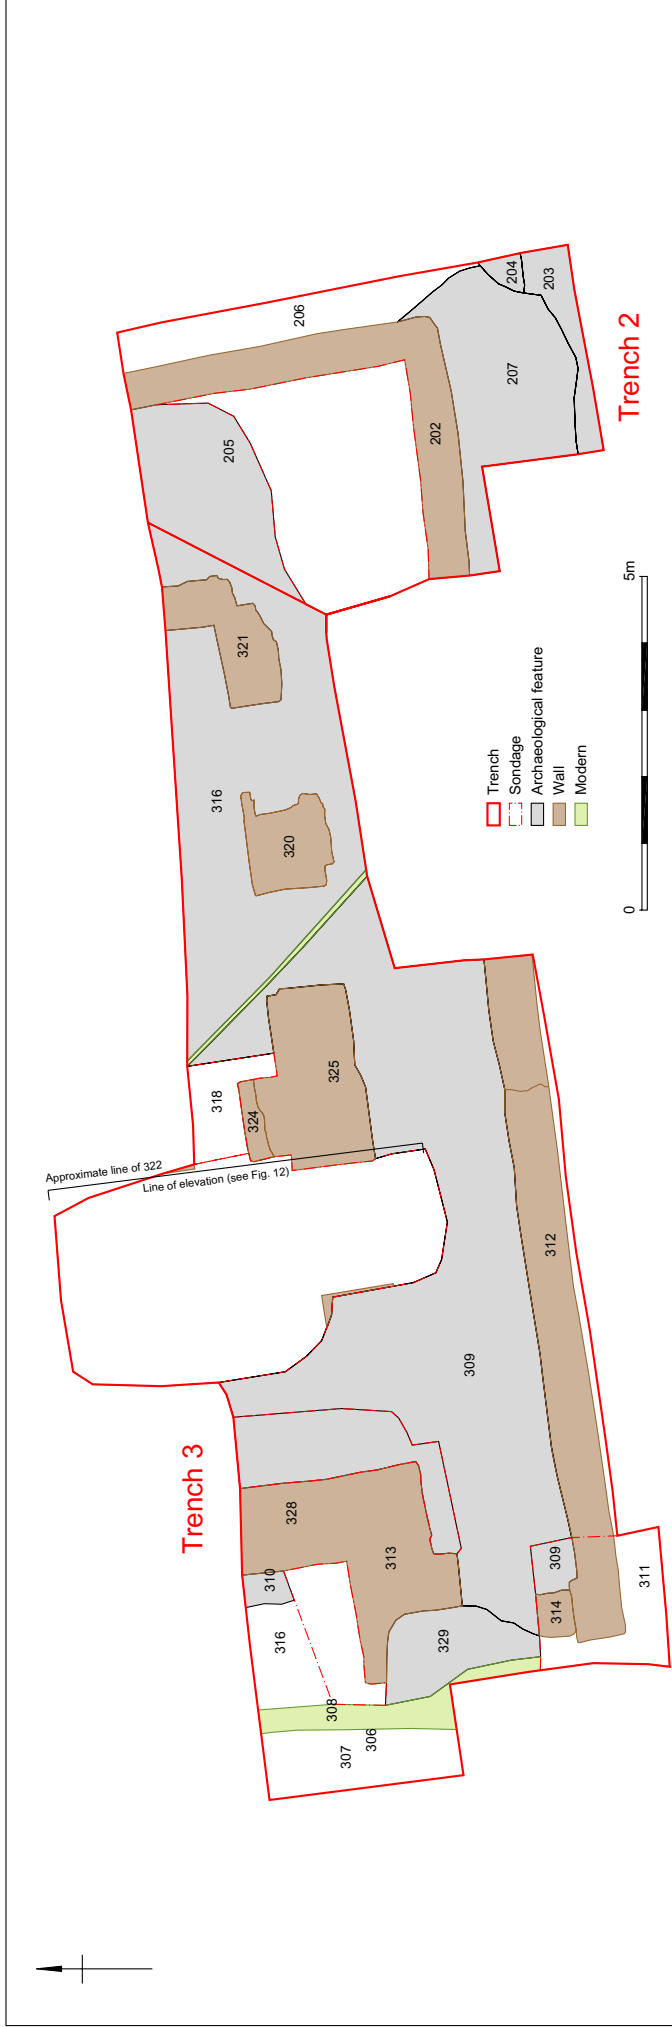 Trench 3
Approximate line of 322
Line of elevation (see Fig. 12)
307
306
308
316
310
328
313
329
309
314
309
311
312
318
324
325
316
320
321
205
206
202
207
204
203
Trench 2
Trench
Sondage
Archaeological feature
Wall
Modern
0
5m